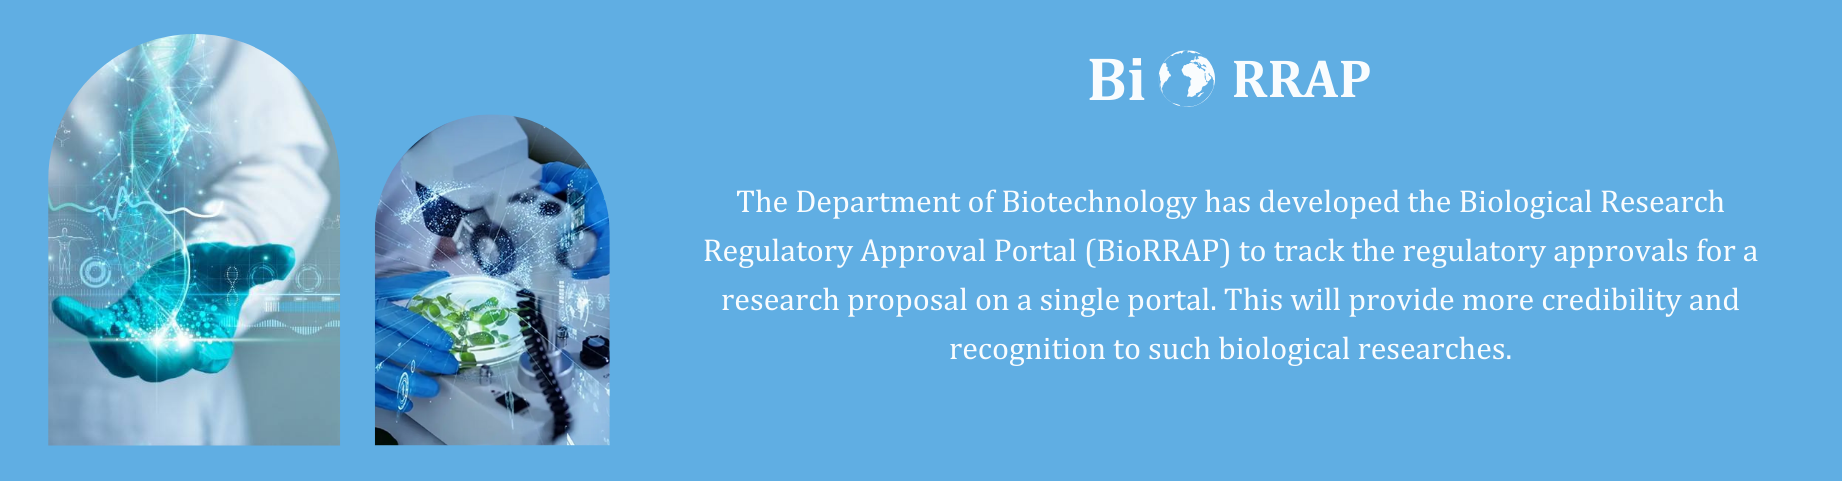 Bi RRAP
The Department of Biotechnology has developed the Biological Research
Regulatory Approval Portal (BioRRAP) to track the regulatory approvals for a
research proposal on a single portal. This will provide more credibility and
recognition to such biological researches.